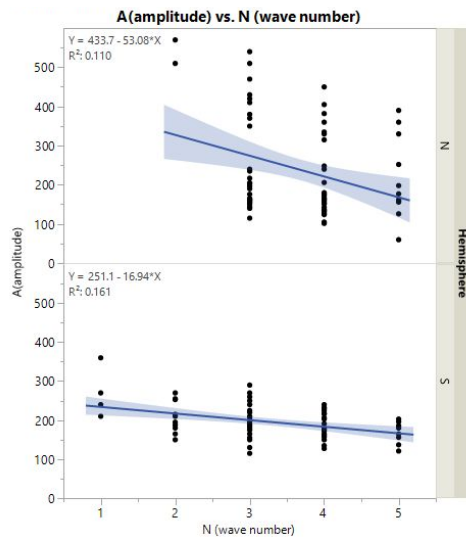 A(amplitude) vs. N (wave number)
Y = 433.7 - 53.08*X
R²: 0.110
500
400
300
200
100
0
N
A(amplitude)
Hemisphere
Y = 251.1 - 16.94*X
R²: 0.161
500
400
300
200
100
0
S
1 2 3 4 5
N (wave number)